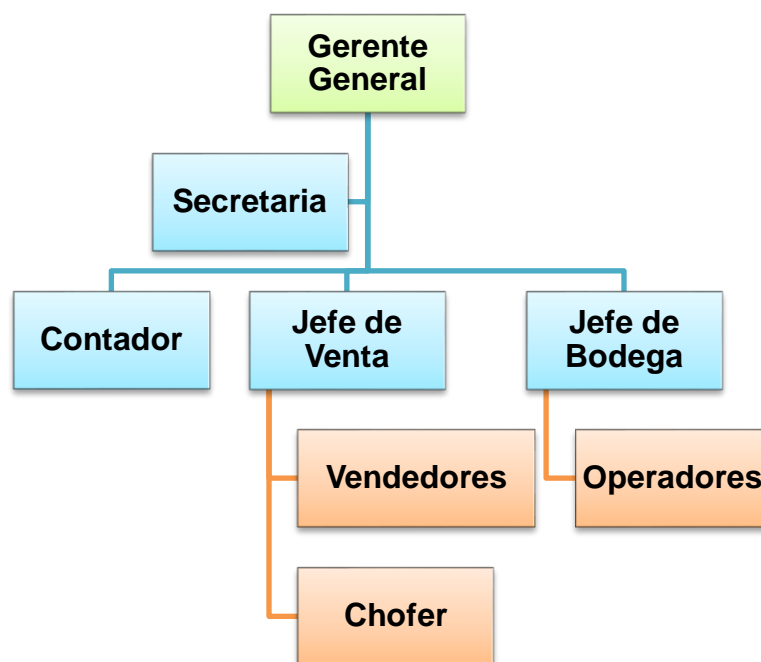 Gerente
General
Secretaria
Contador
Jefe de
Venta
Jefe de
Bodega
Vendedores
Operadores
Chofer